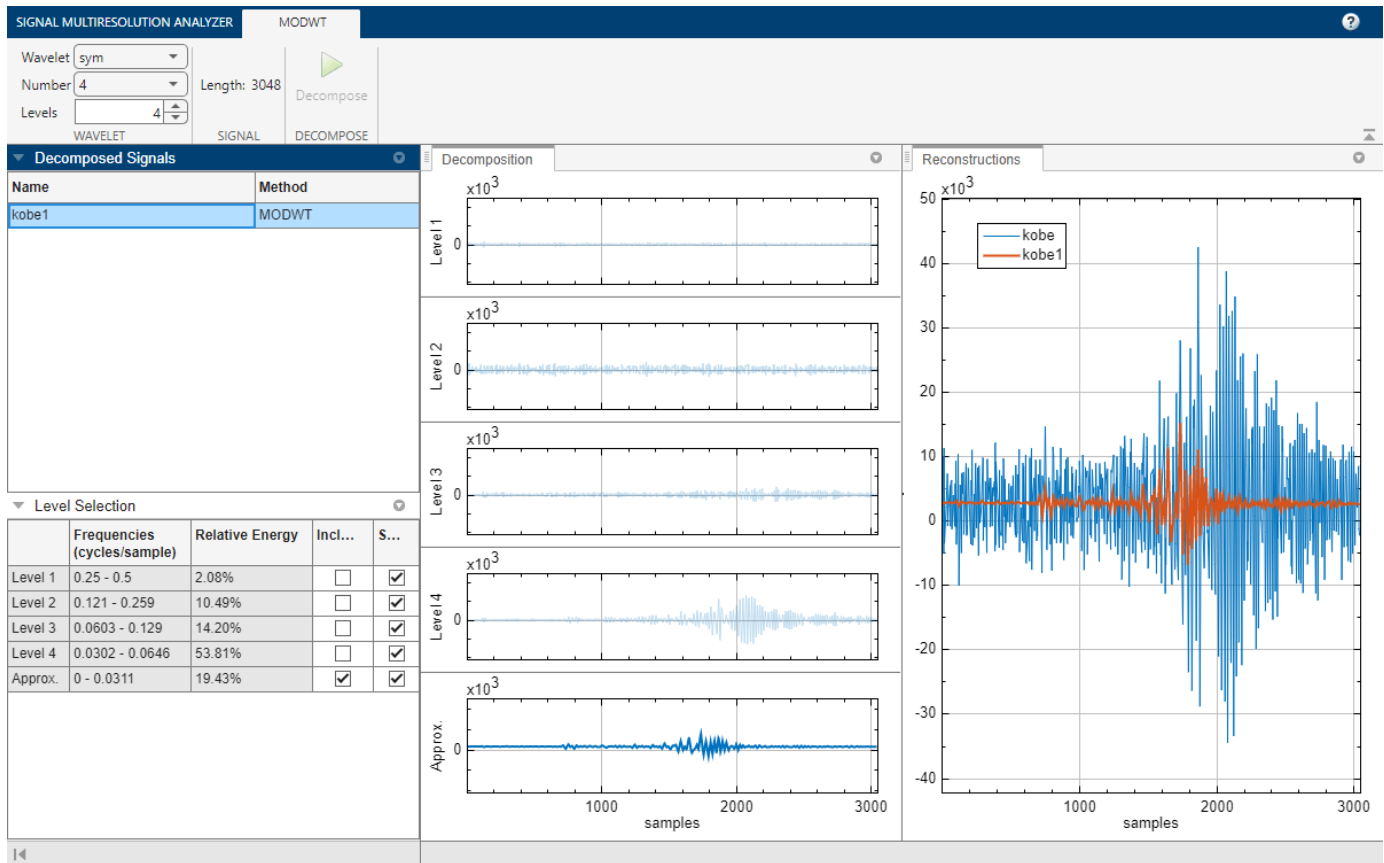 SIGNAL MULTIRESOLUTION ANALYZER MODWT ?
Wavelet sym
Number 4
Levels 4
WAVELET
Length: 3048
SIGNAL
Decompose
DECOMPOSE
Decomposed Signals
Name Method
kobe1 MODWT
Level Selection
Frequencies (cycles/sample) Relative Energy Incl... S...
Level 1 0.25 - 0.5 2.08%
Level 2 0.121 - 0.259 10.49%
Level 3 0.0603 - 0.129 14.20%
Level 4 0.0302 - 0.0646 53.81%
Approx. 0 - 0.0311 19.43%
Decomposition
x10^3
Level 1
0
x10^3
Level 2
0
x10^3
Level 3
0
x10^3
Level 4
0
x10^3
Approx.
0
1000 2000 3000
samples
Reconstructions
x10^3
50
40
30
20
10
0
-10
-20
-30
-40
kobe
kobe1
1000 2000 3000
samples